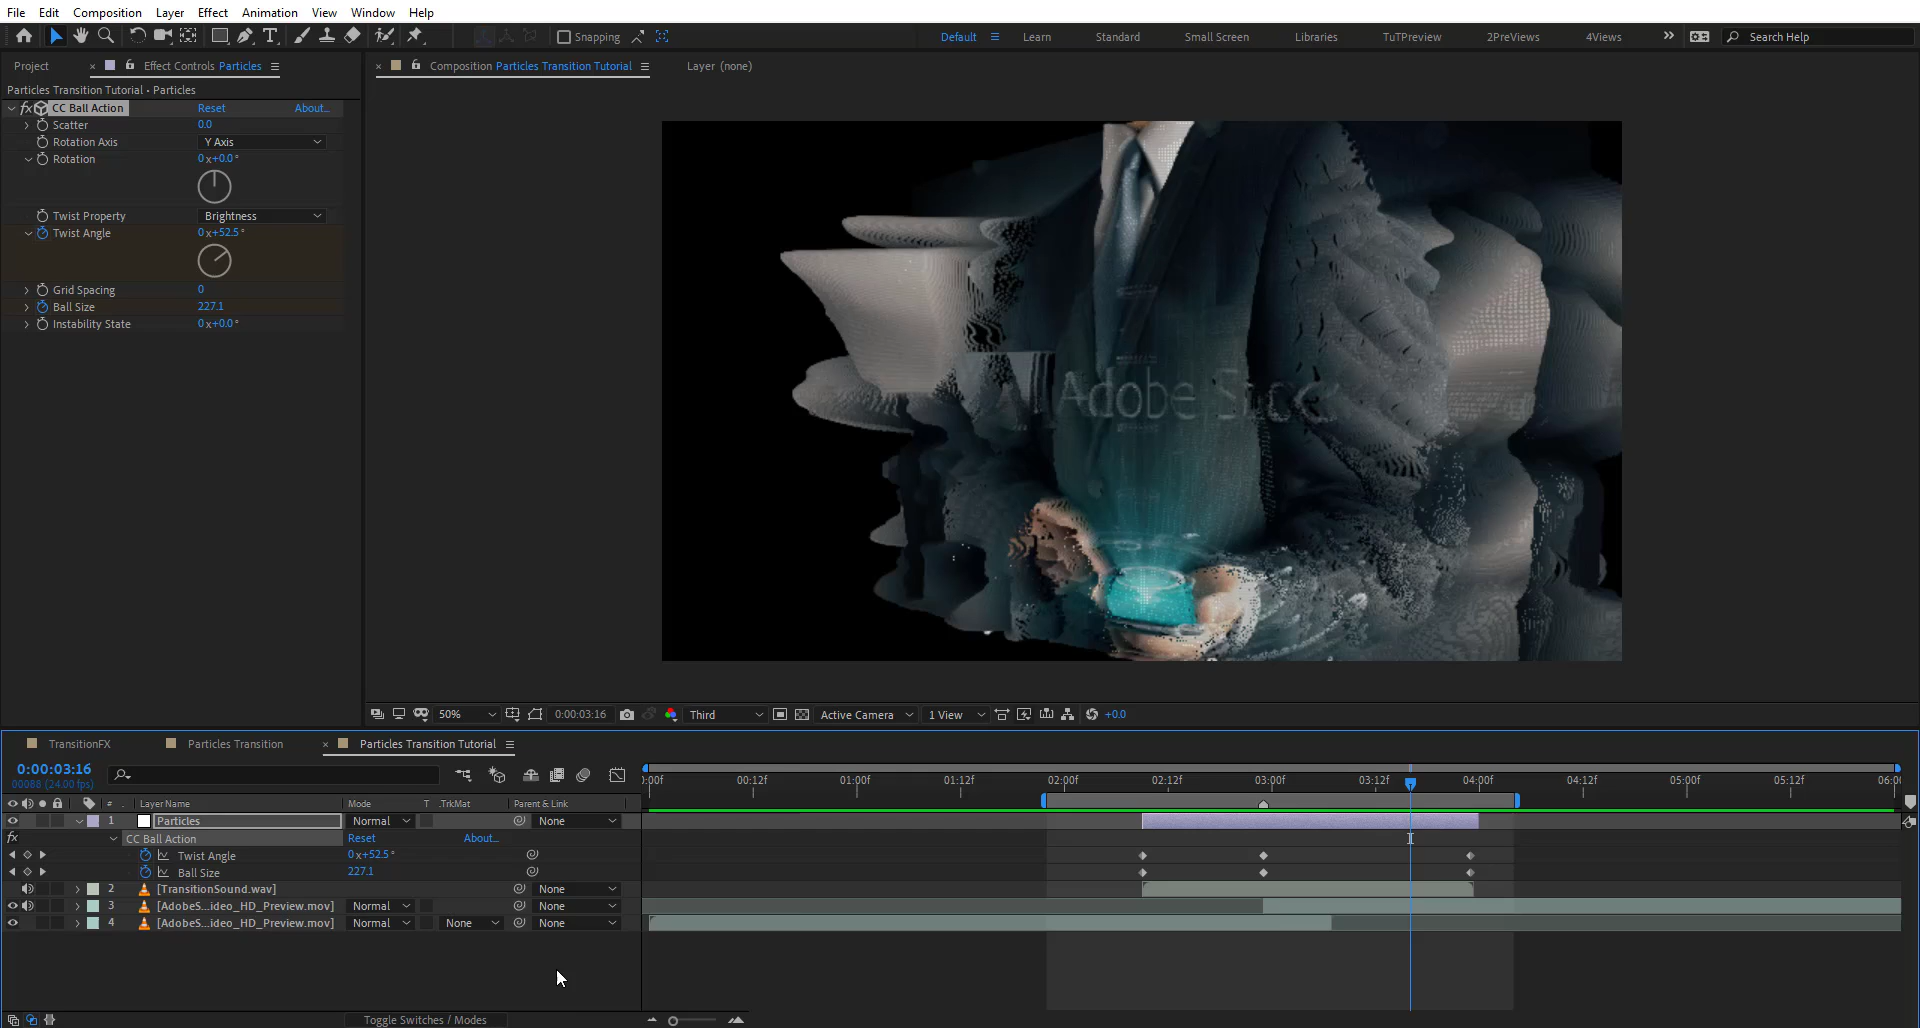 File Edit Composition Layer Effect Animation View Window Help
Snapping Default Learn Standard Small Screen Libraries TuTPreview 2PreViews 4Views Search Help
Project Effect Controls Particles Composition Particles Transition Tutorial Layer (none)
Particles Transition Tutorial • Particles
fx CC Ball Action Reset About...
Scatter 0.0
Rotation Axis Y Axis
Rotation 0x+0.0°
Twist Property Brightness
Twist Angle 0x+52.5°
Grid Spacing 0
Ball Size 227.1
Instability State 0x+0.0°
Adobe Stock
50% 0:00:03:16 Third Active Camera 1 View +0.0
TransitionFX Particles Transition Particles Transition Tutorial
0:00:03:16
00088 (24.00 fps)
:00f 00:12f 01:00f 01:12f 02:00f 02:12f 03:00f 03:12f 04:00f 04:12f 05:00f 05:12f 06:00
# . Layer Name Mode T .TrkMat Parent & Link
1 Particles Normal None
fx CC Ball Action Reset About...
Twist Angle 0x+52.5°
Ball Size 227.1
2 [TransitionSound.wav] None
3 [AdobeS...ideo_HD_Preview.mov] Normal None
4 [AdobeS...ideo_HD_Preview.mov] Normal None None
Toggle Switches / Modes